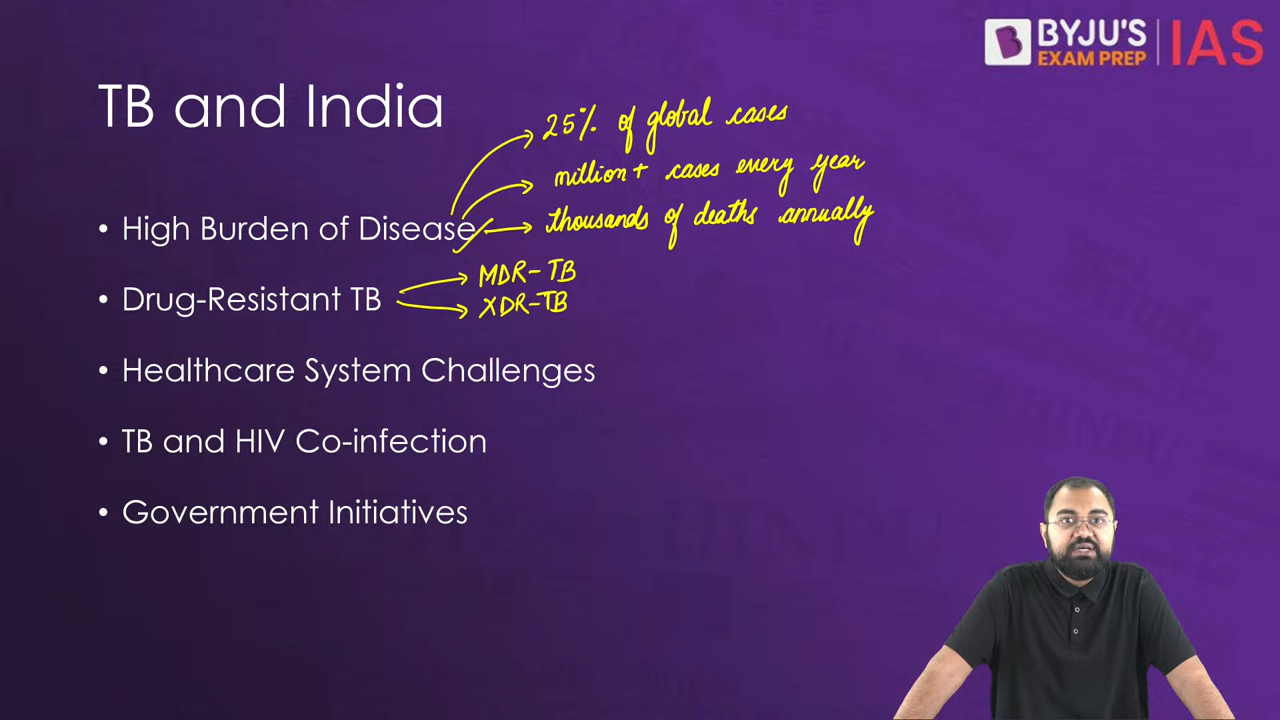 BYJU'S
EXAM PREP
IAS
TB and India
25% of global cases
million+ cases every year
• High Burden of Disease
thousands of deaths annually
• Drug-Resistant TB
MDR-TB
XDR-TB
• Healthcare System Challenges
• TB and HIV Co-infection
• Government Initiatives
HINDU
HINDU